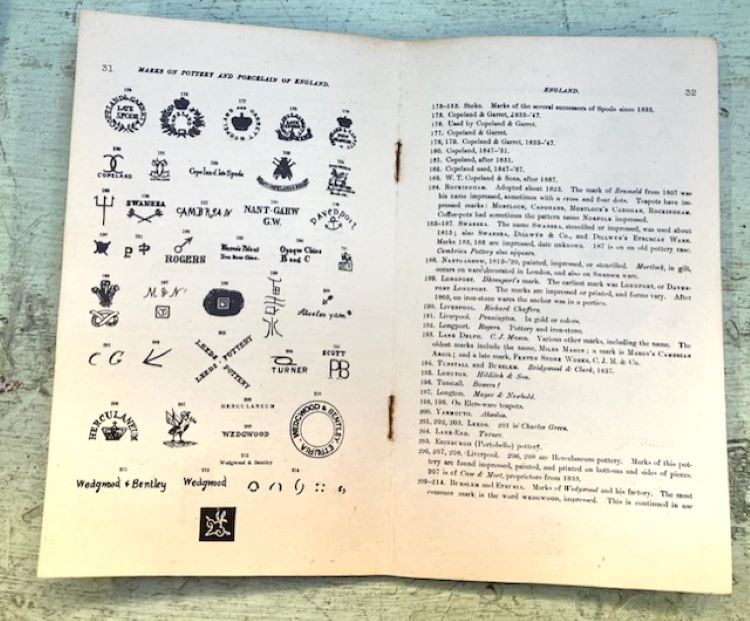 31
MARKS ON POTTERY AND PORCELAIN OF ENGLAND.
COPELAND & GARRETT
LATE SPODE
COPELAND
Copeland late Spode
SWANSEA
CAMBRIAN
NANT-GARW
G.W.
Davenport
ROGERS
Opaque China
B and C
M & N
Absolon yarm
CG
LEEDS * POTTERY
LEEDS * POTTERY
TURNER
SCOTT
PB
HERCULANEUM
HERCULANEUM
WEDGWOOD
WEDGWOOD & BENTLEY
ETRURIA
Wedgwood & Bentley
Wedgwood & Bentley
Wedgwood
ENGLAND.
32
175-183. Stoke. Marks of the several successors of Spode since 1833.
175. Copeland & Garret, 1833-'47.
176. Used by Copeland & Garret.
177. Copeland & Garret.
178, 179. Copeland & Garret, 1833-'47.
180. Copeland, 1847-'51.
181. Copeland, after 1851.
182. Copeland used, 1847-'67.
183. W. T. Copeland & Sons, after 1867.
184. ROCKINGHAM. Adopted about 1823. The mark of Brameld from 1807 was
his name impressed, sometimes with a cross and four dots. Teapots have im-
pressed marks: MORTLOCK, CADOGANS, MORTLOCK'S CADOGAN, ROCKINGHAM.
Coffee-pots had sometimes the pattern name NORFOLK impressed.
185-187. SWANSEA. The name SWANSEA, stencilled or impressed, was used about
1815; also SWANSEA, DILLWYN & CO., and DILLWYN'S ETRUSCAN WARE.
Marks 185, 186 are impressed, date unknown. 187 is on an old pottery vase.
Cambrian Pottery also appears.
188. NANTGARROW, 1813-'20, painted, impressed, or stencilled. Mortlock, in gilt,
occurs on ware decorated in London, and also on SWANSEA ware.
189. LONGPORT. Davenport's mark. The earliest mark was LONGPORT, or DAVEN-
PORT LONGPORT. The marks are impressed or printed, and forms vary. After
1805, on iron-stone wares the anchor was in a portico.
190. LIVERPOOL. Richard Chaffers.
191. Liverpool. Pennington. In gold or colors.
192. Longport. Rogers. Pottery and iron-stone.
193. LANE DELPH. C. J. Mason. Various other marks, including the name. The
oldest marks include the name, MILES MASON; a mark is MASON'S CAMBRIAN
ARGIL; and a late mark, FENTON STONE WORKS, C. J. M. & Co.
194. TUNSTALL and BURSLEM. Bridgwood & Clark, 1857.
195. LONGTON. Hilditch & Son.
196. Tunstall. Bowers?
197. Longton. Mayer & Newbold.
198, 199. On Elers-ware teapots.
200. YARMOUTH. Absolon.
201, 202, 203. LEEDS. 201 is Charles Green.
204. LANE-END. Turner.
205. EDINBURGH (Portobello) pottery.
206, 207, 208. Liverpool. 206, 208 are Herculaneum pottery. Marks of this pot-
tery are found impressed, painted, and printed on bottoms and sides of pieces.
207 is of Case & Mort, proprietors from 1833.
209-214. BURSLEM and ETRURIA. Marks of Wedgwood and his factory. The most
common mark is the word WEDGWOOD, impressed. This is continued in use